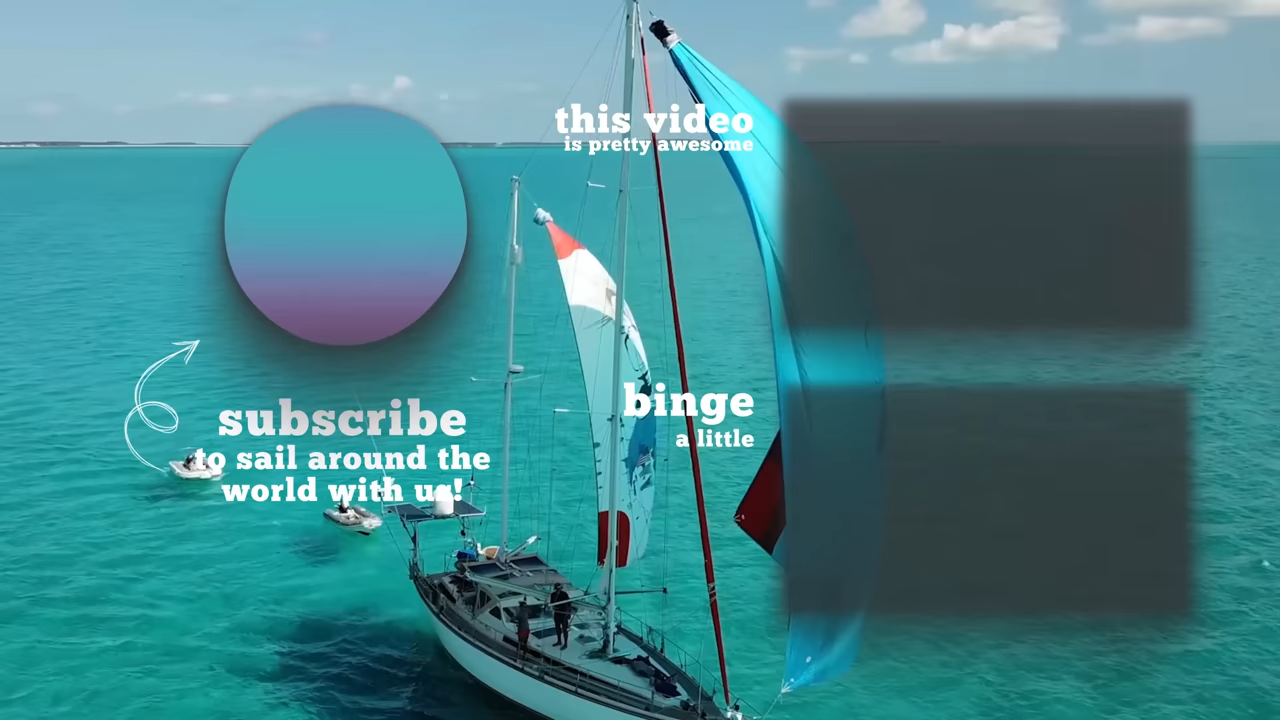 this video
is pretty awesome
subscribe
to sail around the
world with us!
binge
a little